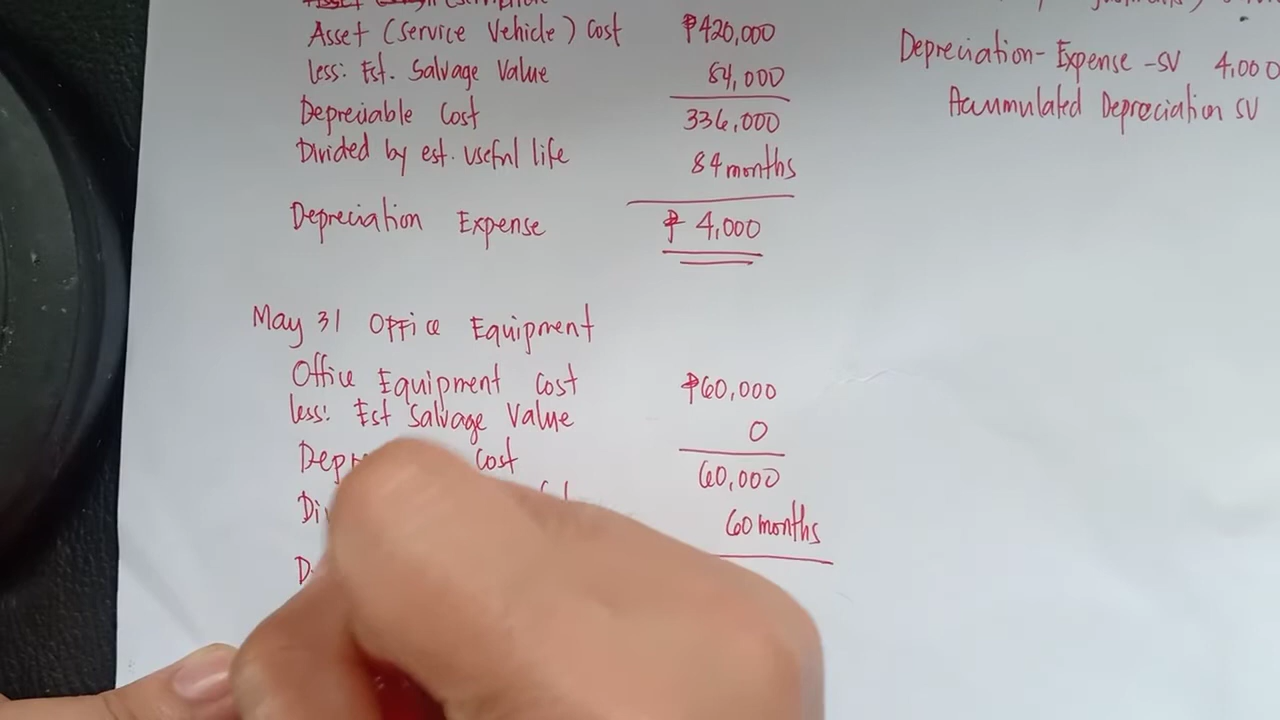 Asset (Service Vehicle) Cost ₱420,000
less: Est. Salvage Value 84,000
Depreciable Cost 336,000
Divided by est. useful life 84 months
Depreciation Expense ₱ 4,000
May 31 Office Equipment
Office Equipment Cost ₱60,000
less: Est Salvage Value 0
Cost 60,000
60 months
Depreciation - Expense - SV 4,000
Accumulated Depreciation SV